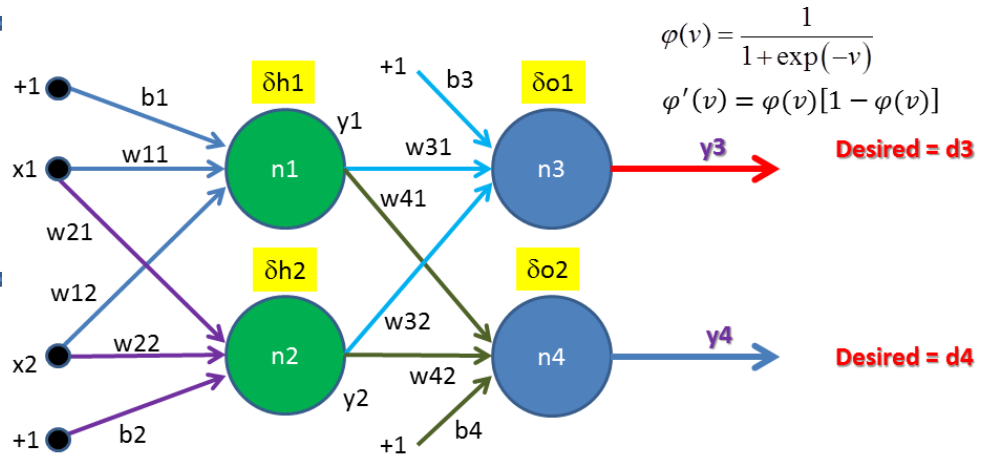 φ(v) = 1 / (1 + exp(−v))
φ′(v) = φ(v)[1 − φ(v)]
+1
b1
δh1
y1
+1
b3
δo1
x1
w11
n1
w31
n3
y3
Desired = d3
w21
w41
δh2
δo2
w12
x2
w22
n2
w32
w42
n4
y4
Desired = d4
y2
+1
b2
+1
b4